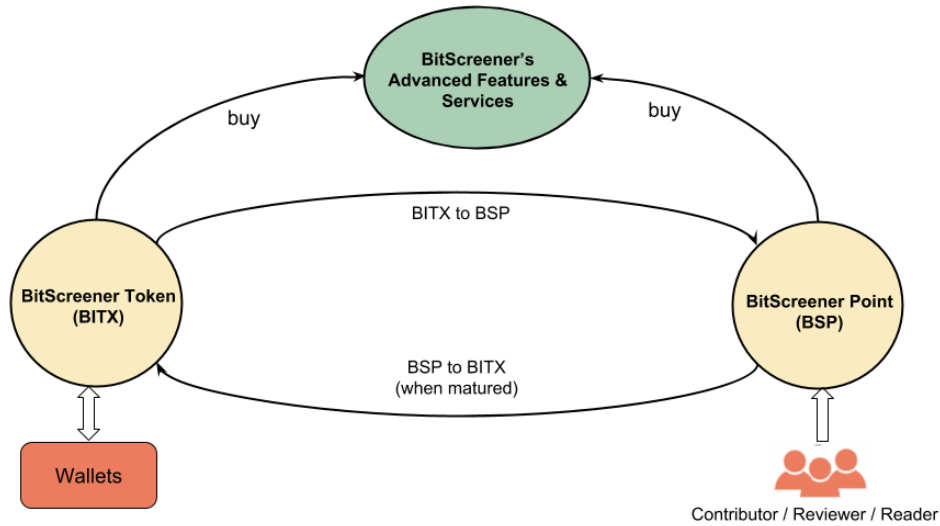 BitScreener's
Advanced Features &
Services
buy
buy
BITX to BSP
BitScreener Token
(BITX)
BitScreener Point
(BSP)
BSP to BITX
(when matured)
Wallets
Contributor / Reviewer / Reader